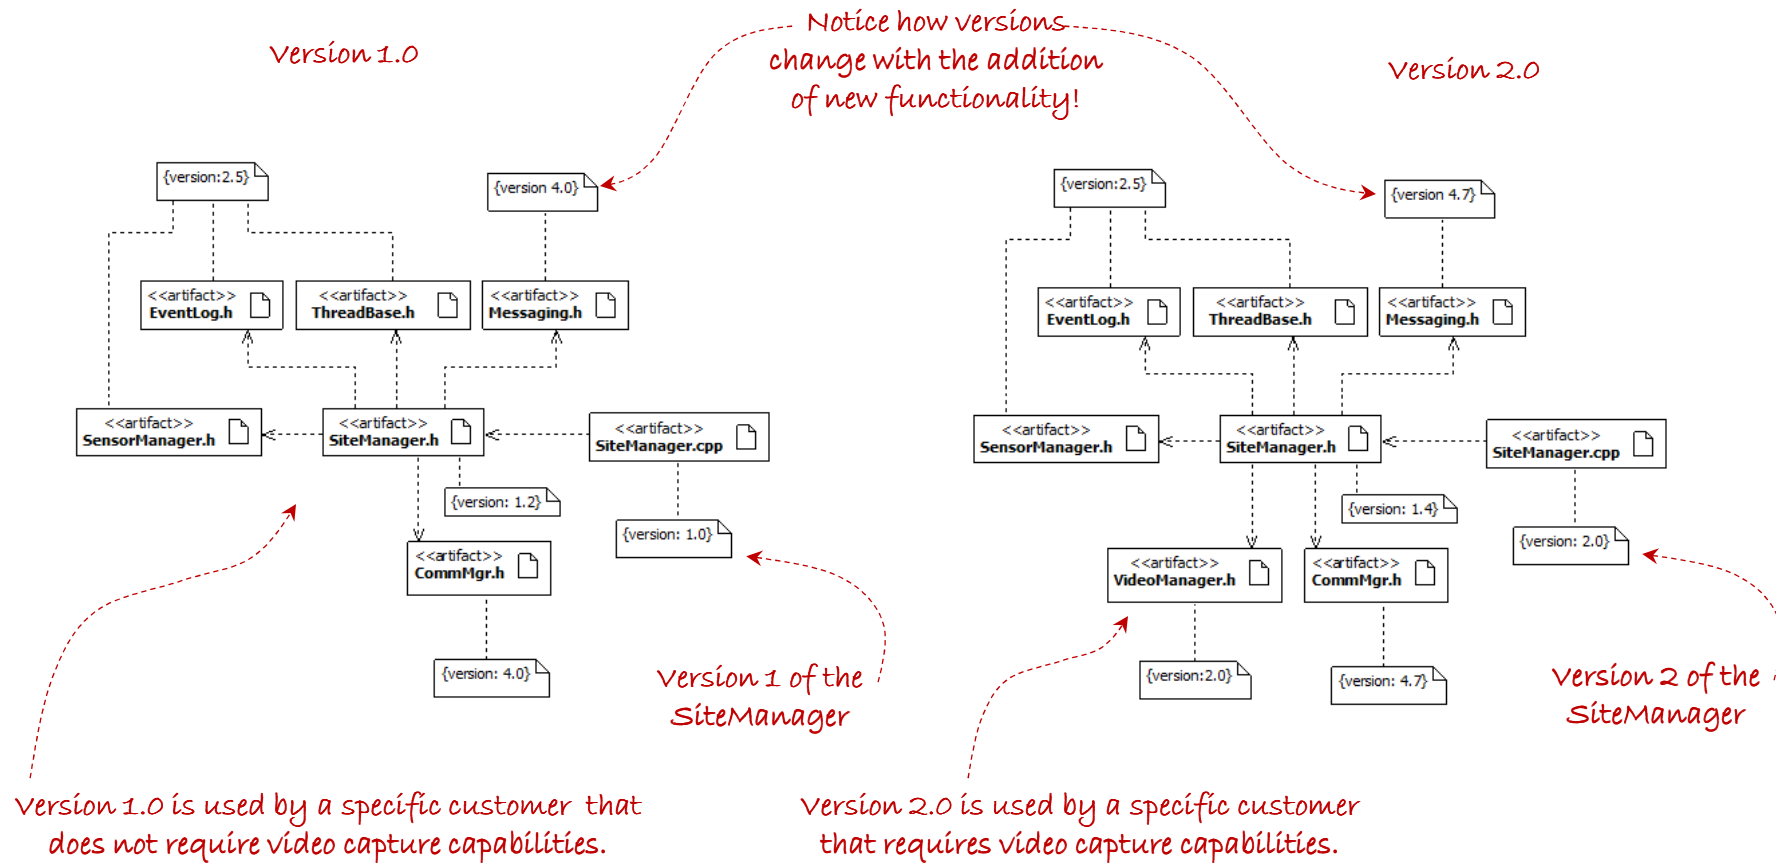 Notice how versions
change with the addition
of new functionality!
Version 1.0
{version:2.5}
{version 4.0}
<<artifact>>
EventLog.h
<<artifact>>
ThreadBase.h
<<artifact>>
Messaging.h
<<artifact>>
SensorManager.h
<<artifact>>
SiteManager.h
<<artifact>>
SiteManager.cpp
{version: 1.2}
{version: 1.0}
<<artifact>>
CommMgr.h
{version: 4.0}
Version 1 of the
SiteManager
Version 1.0 is used by a specific customer that
does not require video capture capabilities.
Version 2.0
{version:2.5}
{version 4.7}
<<artifact>>
EventLog.h
<<artifact>>
ThreadBase.h
<<artifact>>
Messaging.h
<<artifact>>
SensorManager.h
<<artifact>>
SiteManager.h
<<artifact>>
SiteManager.cpp
{version: 1.4}
{version: 2.0}
<<artifact>>
VideoManager.h
<<artifact>>
CommMgr.h
{version:2.0}
{version: 4.7}
Version 2 of the
SiteManager
Version 2.0 is used by a specific customer
that requires video capture capabilities.